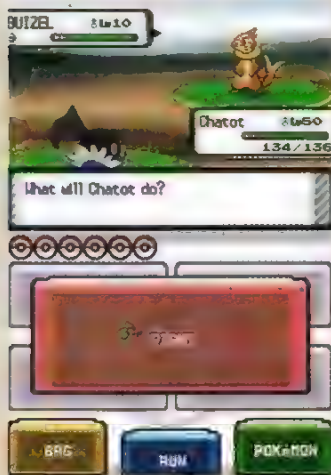 BUIZEL Lv10
Chatot Lv50
134/136
What will Chatot do?
BAG
RUN
POKéMON